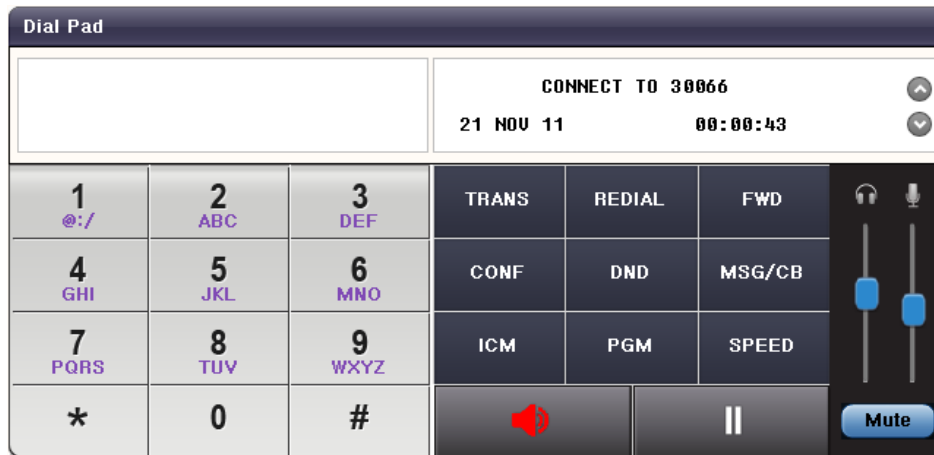 Dial Pad
CONNECT TO 30066
21 NOV 11 00:00:43
1 2 3 TRANS REDIAL FWD
@:/ ABC DEF
4 5 6 CONF DND MSG/CB
GHI JKL MNO
7 8 9 ICM PGM SPEED
PQRS TUV WXYZ
* 0 # Mute